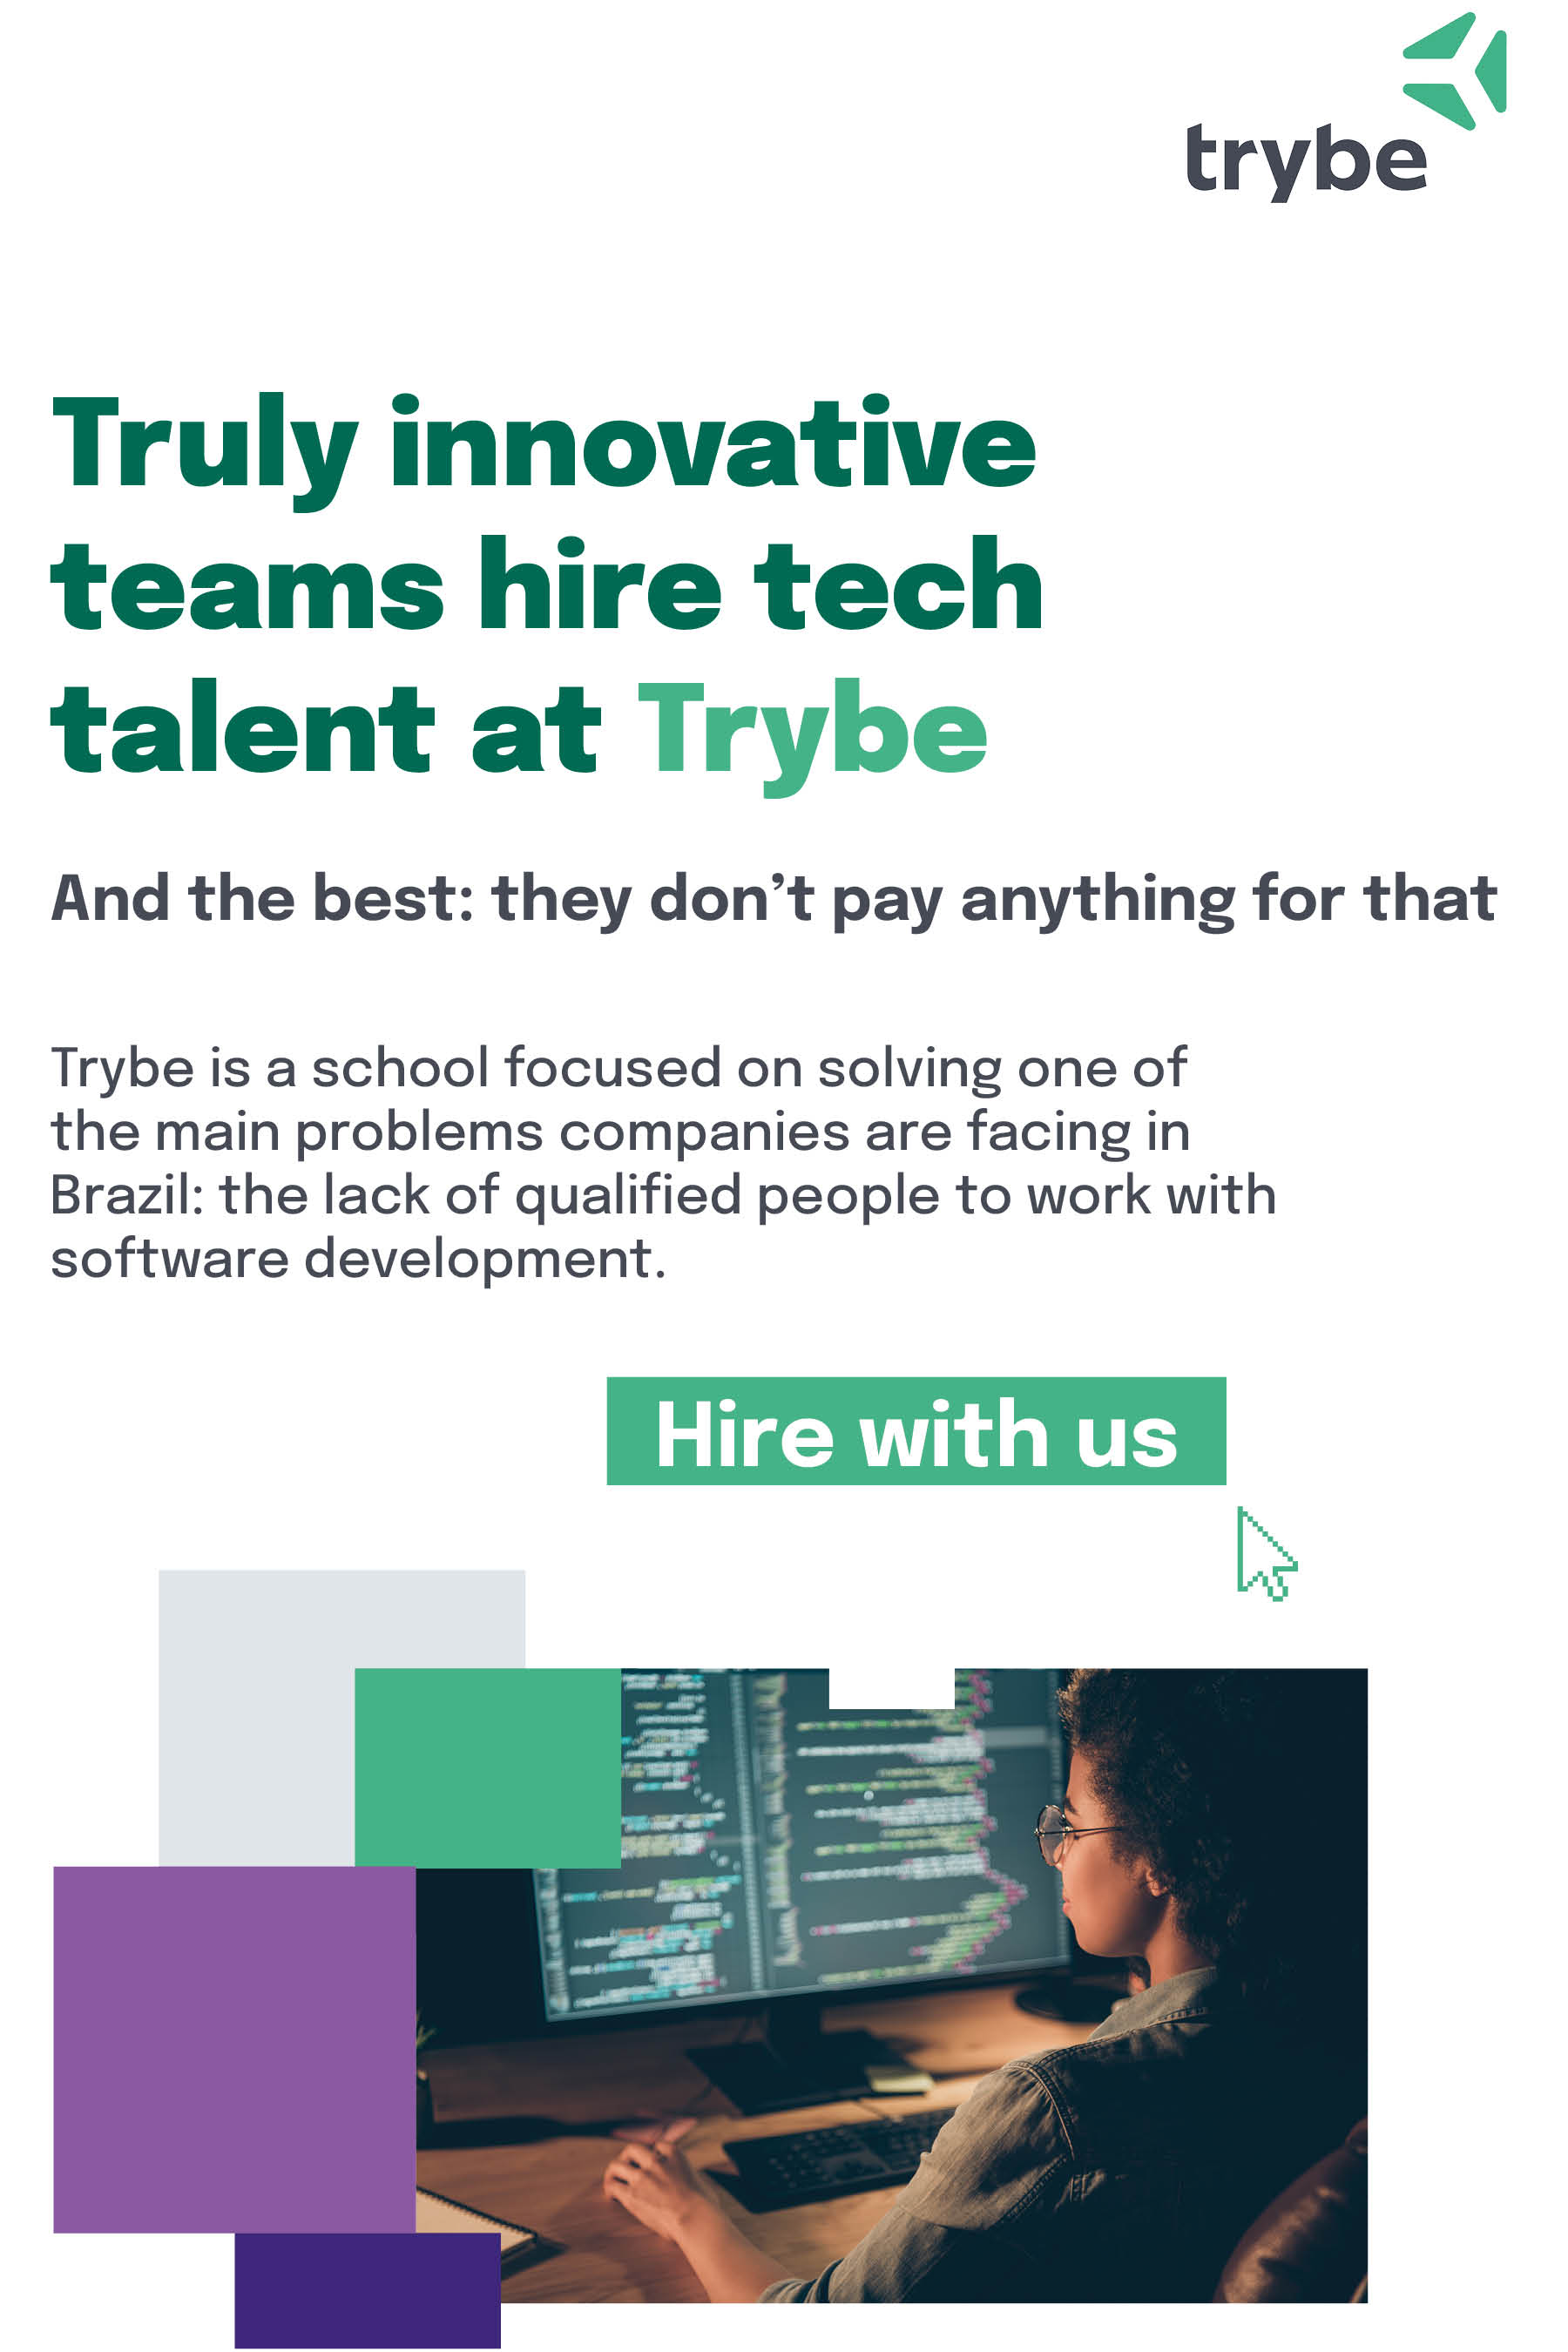 trybe
Truly innovative
teams hire tech
talent at Trybe
And the best: they don’t pay anything for that
Trybe is a school focused on solving one of
the main problems companies are facing in
Brazil: the lack of qualified people to work with
software development.
Hire with us